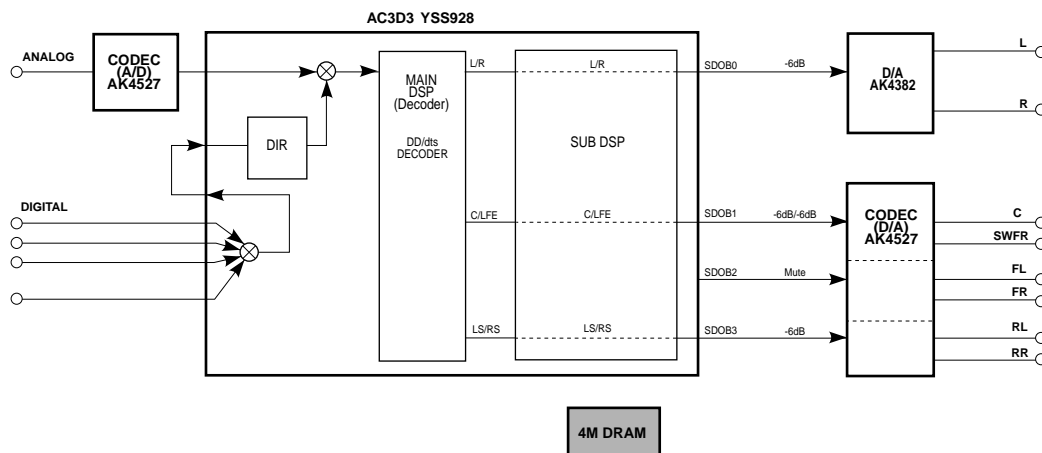 AC3D3 YSS928
ANALOG
CODEC
(A/D)
AK4527
DIR
MAIN
DSP
(Decoder)
DD/dts
DECODER
L/R
L/R
SUB DSP
SDOB0
-6dB
D/A
AK4382
L
R
DIGITAL
C/LFE
C/LFE
SDOB1
-6dB/-6dB
CODEC
(D/A)
AK4527
C
SWFR
SDOB2
Mute
FL
FR
LS/RS
LS/RS
SDOB3
-6dB
RL
RR
4M DRAM